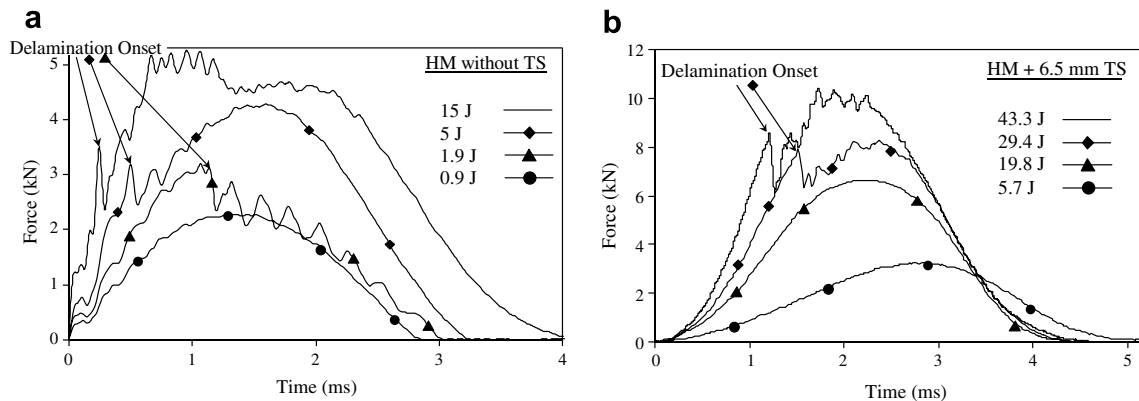 a
Delamination Onset
HM without TS
15 J
5 J
1.9 J
0.9 J
Force (kN)
5
4
3
2
1
0
0
1
2
3
4
Time (ms)
b
Delamination Onset
HM + 6.5 mm TS
43.3 J
29.4 J
19.8 J
5.7 J
Force (kN)
12
10
8
6
4
2
0
0
1
2
3
4
5
Time (ms)